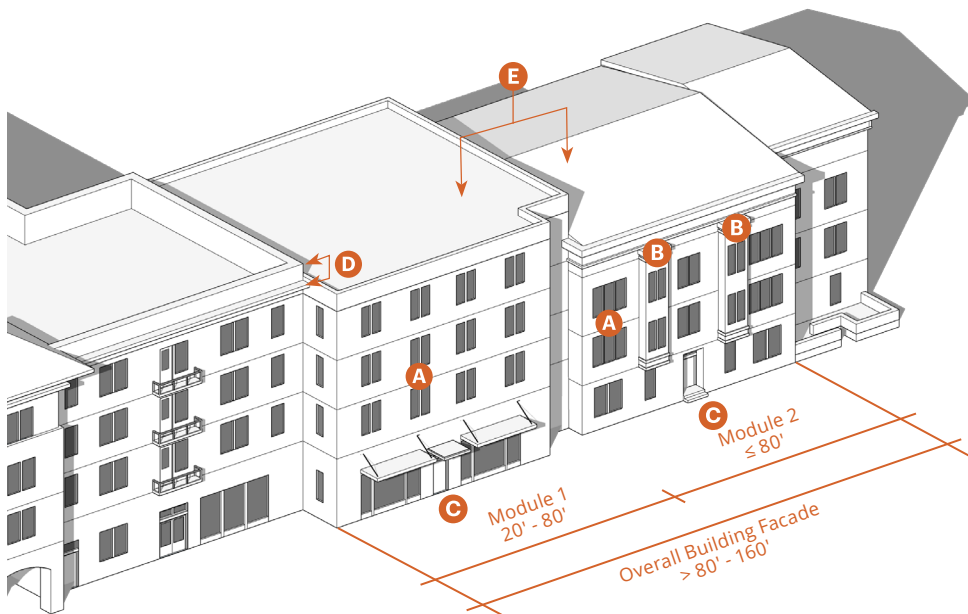 E
B
B
D
A
A
C
Module 2
≤ 80'
C
Module 1
20' - 80'
Overall Building Facade
> 80' - 160'